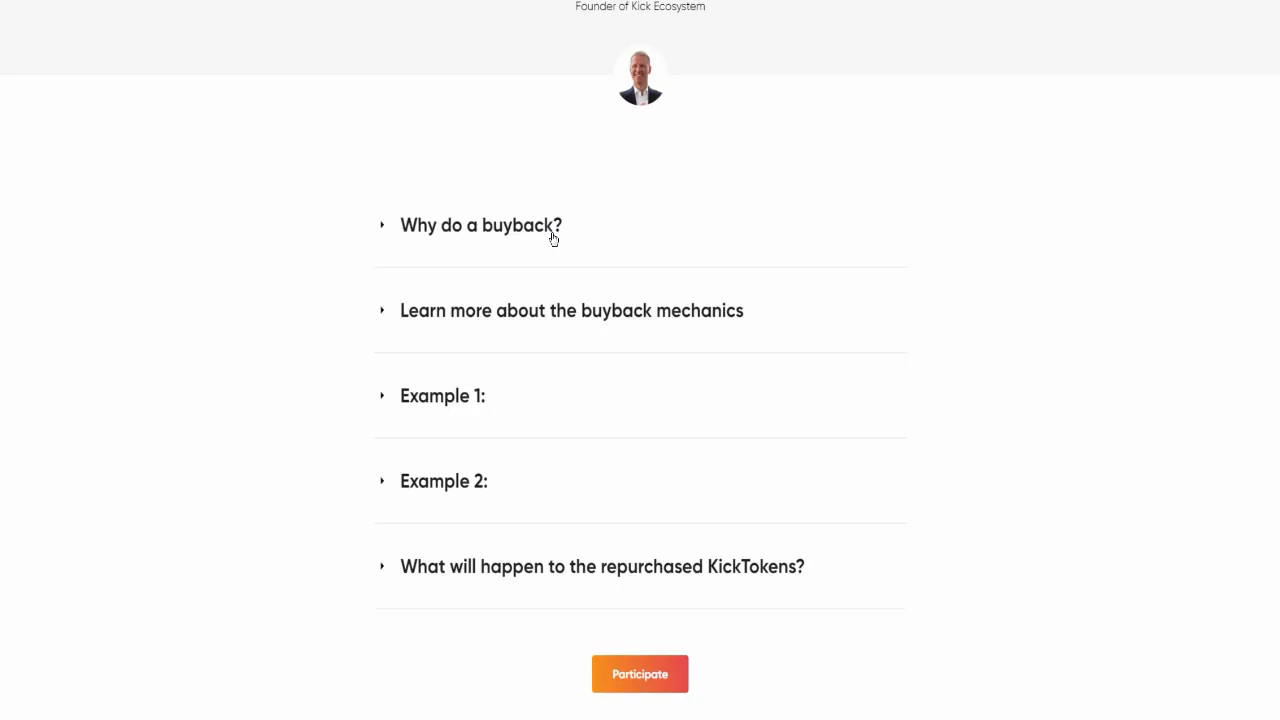 Founder of Kick Ecosystem
Why do a buyback?
Learn more about the buyback mechanics
Example 1:
Example 2:
What will happen to the repurchased KickTokens?
Participate